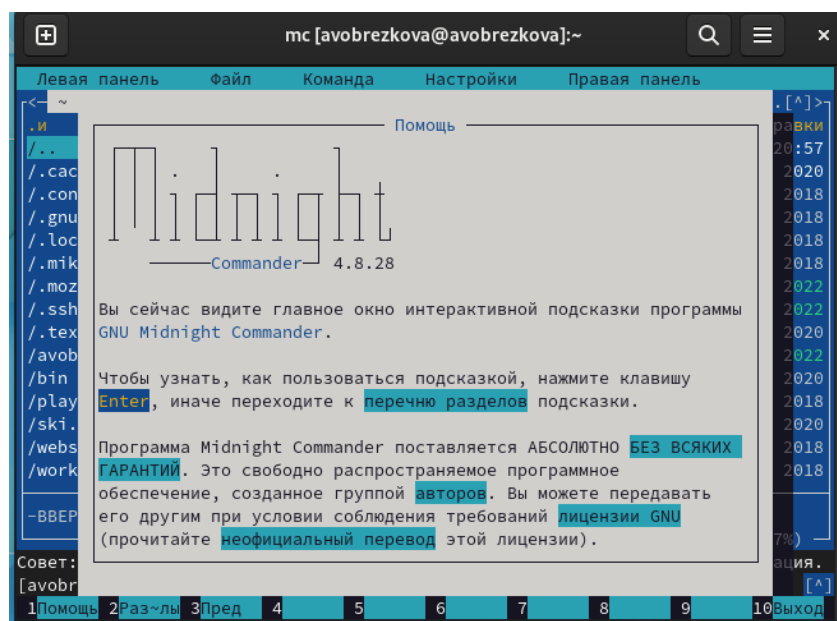 mc [avobrezkova@avobrezkova]:~
Левая панель Файл Команда Настройки Правая панель
<— ~ .[^]>
.и Помощь равки
/.. 20:57
/.cac 2020
/.con 2018
/.gnu Midnight 2018
/.loc 2018
/.mik Commander 4.8.28 2018
/.moz 2022
/.ssh Вы сейчас видите главное окно интерактивной подсказки программы 2022
/.tex GNU Midnight Commander. 2020
/avob 2022
/bin Чтобы узнать, как пользоваться подсказкой, нажмите клавишу 2020
/play Enter, иначе переходите к перечню разделов подсказки. 2018
/ski. 2020
/webs Программа Midnight Commander поставляется АБСОЛЮТНО БЕЗ ВСЯКИХ 2018
/work ГАРАНТИЙ. Это свободно распространяемое программное 2018
обеспечение, созданное группой авторов. Вы можете передавать
-ВВЕР его другим при условии соблюдения требований лицензии GNU
(прочитайте неофициальный перевод этой лицензии). 7%)
Совет: ация.
[avobr [^]
1Помощь 2Раз~лы 3Пред 4 5 6 7 8 9 10Выход